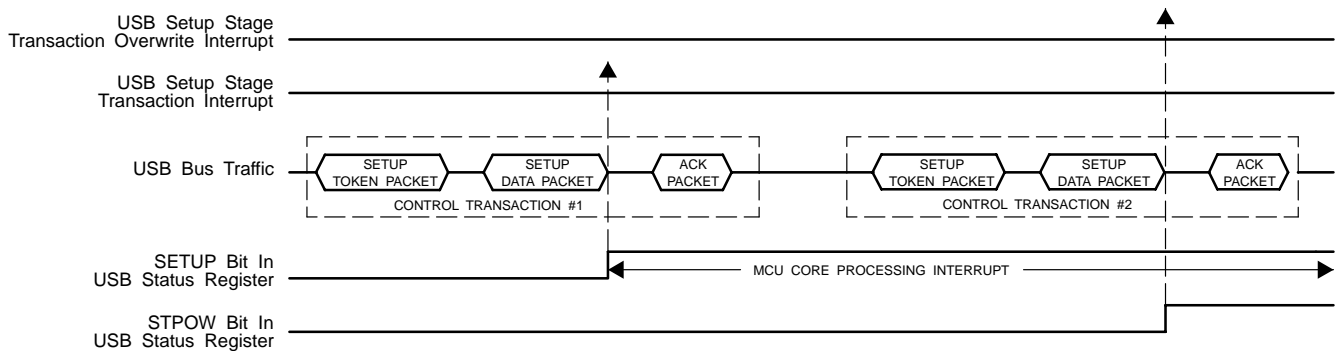 USB Setup Stage
Transaction Overwrite Interrupt
USB Setup Stage
Transaction Interrupt
USB Bus Traffic
SETUP
TOKEN PACKET
SETUP
DATA PACKET
ACK
PACKET
CONTROL TRANSACTION #1
SETUP
TOKEN PACKET
SETUP
DATA PACKET
ACK
PACKET
CONTROL TRANSACTION #2
SETUP Bit In
USB Status Register
MCU CORE PROCESSING INTERRUPT
STPOW Bit In
USB Status Register